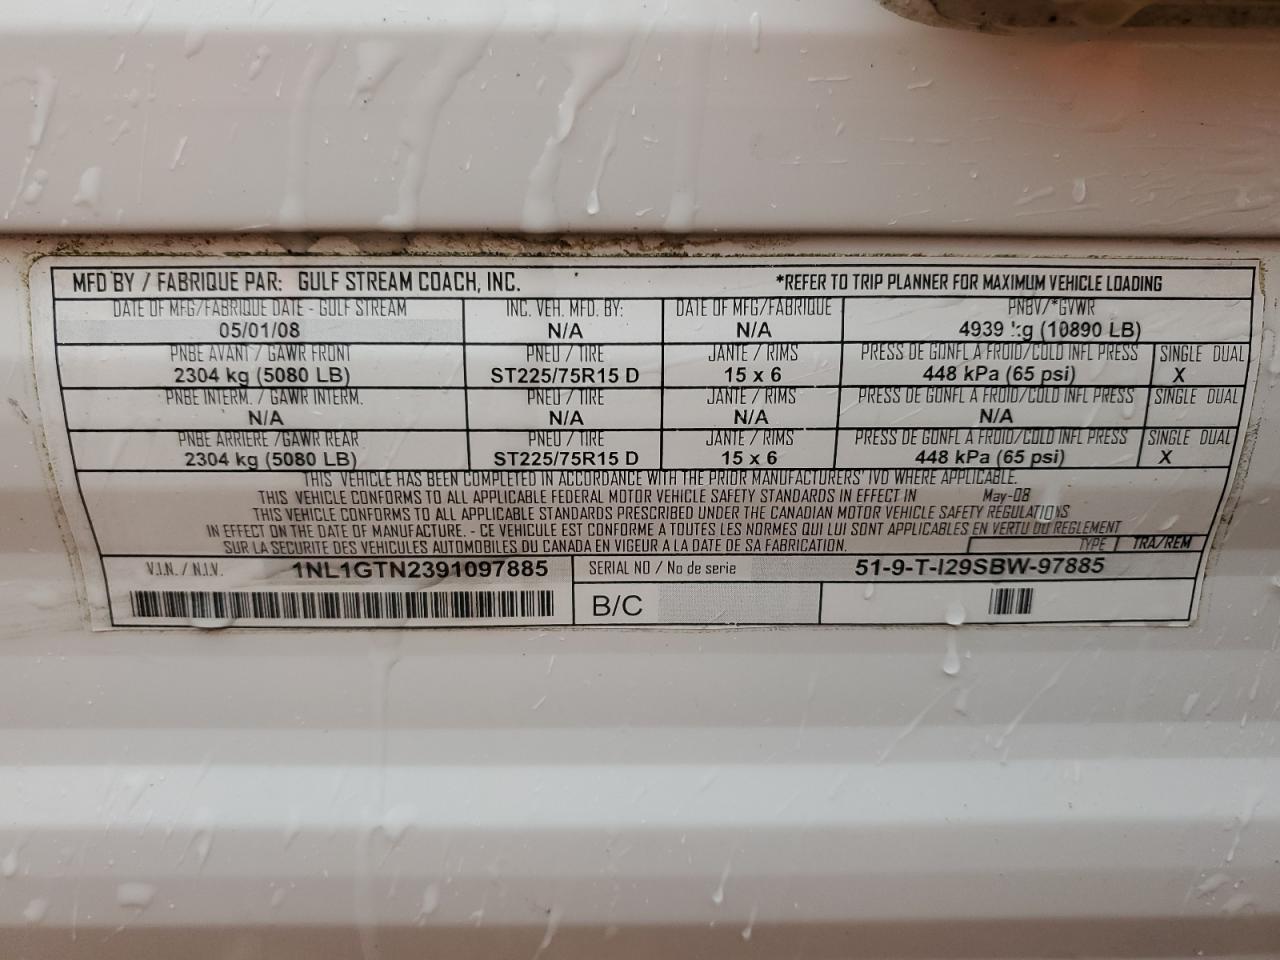 MFD BY / FABRIQUE PAR: GULF STREAM COACH, INC. *REFER TO TRIP PLANNER FOR MAXIMUM VEHICLE LOADING
DATE OF MFG/FABRIQUE DATE - GULF STREAM INC. VEH. MFD. BY: DATE OF MFG/FABRIQUE PNBV/*GVWR
05/01/08 N/A N/A 4939 kg (10890 LB)
PNBE AVANT / GAWR FRONT PNEU / TIRE JANTE / RIMS PRESS DE GONFL A FROID/COLD INFL PRESS SINGLE DUAL
2304 kg (5080 LB) ST225/75R15 D 15 x 6 448 kPa (65 psi) X
PNBE INTERM. / GAWR INTERM. PNEU / TIRE JANTE / RIMS PRESS DE GONFL A FROID/COLD INFL PRESS SINGLE DUAL
N/A N/A N/A N/A
PNBE ARRIERE /GAWR REAR PNEU / TIRE JANTE / RIMS PRESS DE GONFL A FROID/COLD INFL PRESS SINGLE DUAL
2304 kg (5080 LB) ST225/75R15 D 15 x 6 448 kPa (65 psi) X
THIS VEHICLE HAS BEEN COMPLETED IN ACCORDANCE WITH THE PRIOR MANUFACTURERS' IVD WHERE APPLICABLE.
THIS VEHICLE CONFORMS TO ALL APPLICABLE FEDERAL MOTOR VEHICLE SAFETY STANDARDS IN EFFECT IN May-08
THIS VEHICLE CONFORMS TO ALL APPLICABLE STANDARDS PRESCRIBED UNDER THE CANADIAN MOTOR VEHICLE SAFETY REGULATIONS
IN EFFECT ON THE DATE OF MANUFACTURE. - CE VEHICULE EST CONFORME A TOUTES LES NORMES QUI LUI SONT APPLICABLES EN VERTU DU REGLEMENT
SUR LA SECURITE DES VEHICULES AUTOMOBILES DU CANADA EN VIGEUR A LA DATE DE SA FABRICATION. TYPE TRA/REM
V.I.N. / N.I.V. 1NL1GTN2391097885 SERIAL NO / No de serie 51-9-T-I29SBW-97885
B/C